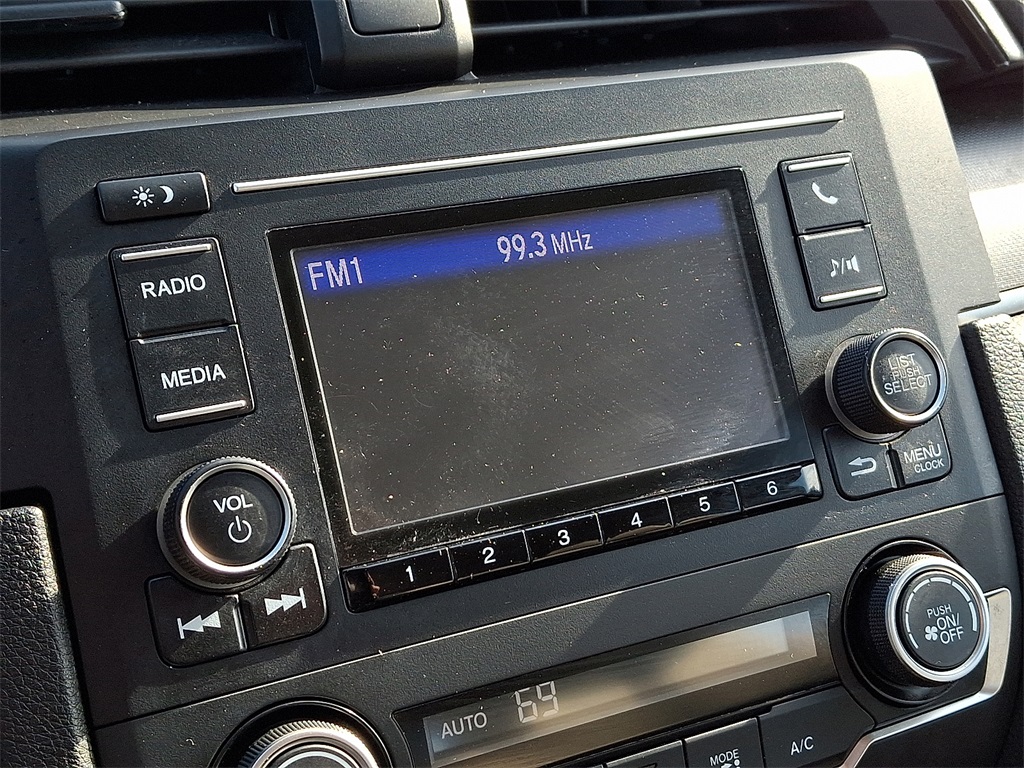 99.3 MHz
FM1
RADIO
MEDIA
♪/
LIST
PUSH
SELECT
MENU
CLOCK
VOL
1 2 3 4 5 6
PUSH
ON/
OFF
AUTO 69
MODE
A/C